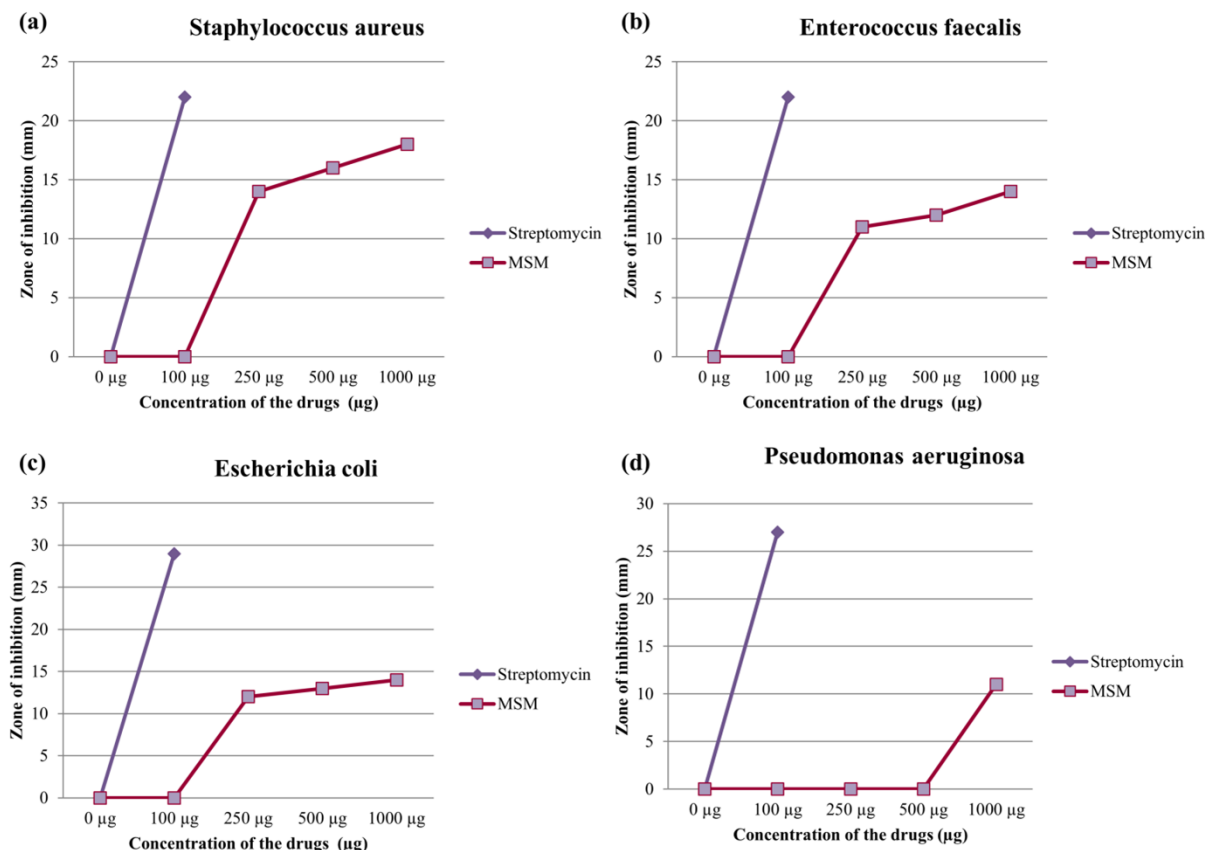 (a)
Staphylococcus aureus
Zone of inhibition (mm)
25
20
15
10
5
0
0 µg 100 µg 250 µg 500 µg 1000 µg
Concentration of the drugs (µg)
Streptomycin
MSM
(b)
Enterococcus faecalis
Zone of inhibition (mm)
25
20
15
10
5
0
0 µg 100 µg 250 µg 500 µg 1000 µg
Concentration of the drugs (µg)
Streptomycin
MSM
(c)
Escherichia coli
Zone of inhibition (mm)
35
30
25
20
15
10
5
0
0 µg 100 µg 250 µg 500 µg 1000 µg
Concentration of the drugs (µg)
Streptomycin
MSM
(d)
Pseudomonas aeruginosa
Zone of inhibition (mm)
30
25
20
15
10
5
0
0 µg 100 µg 250 µg 500 µg 1000 µg
Concentration of the drugs (µg)
Streptomycin
MSM